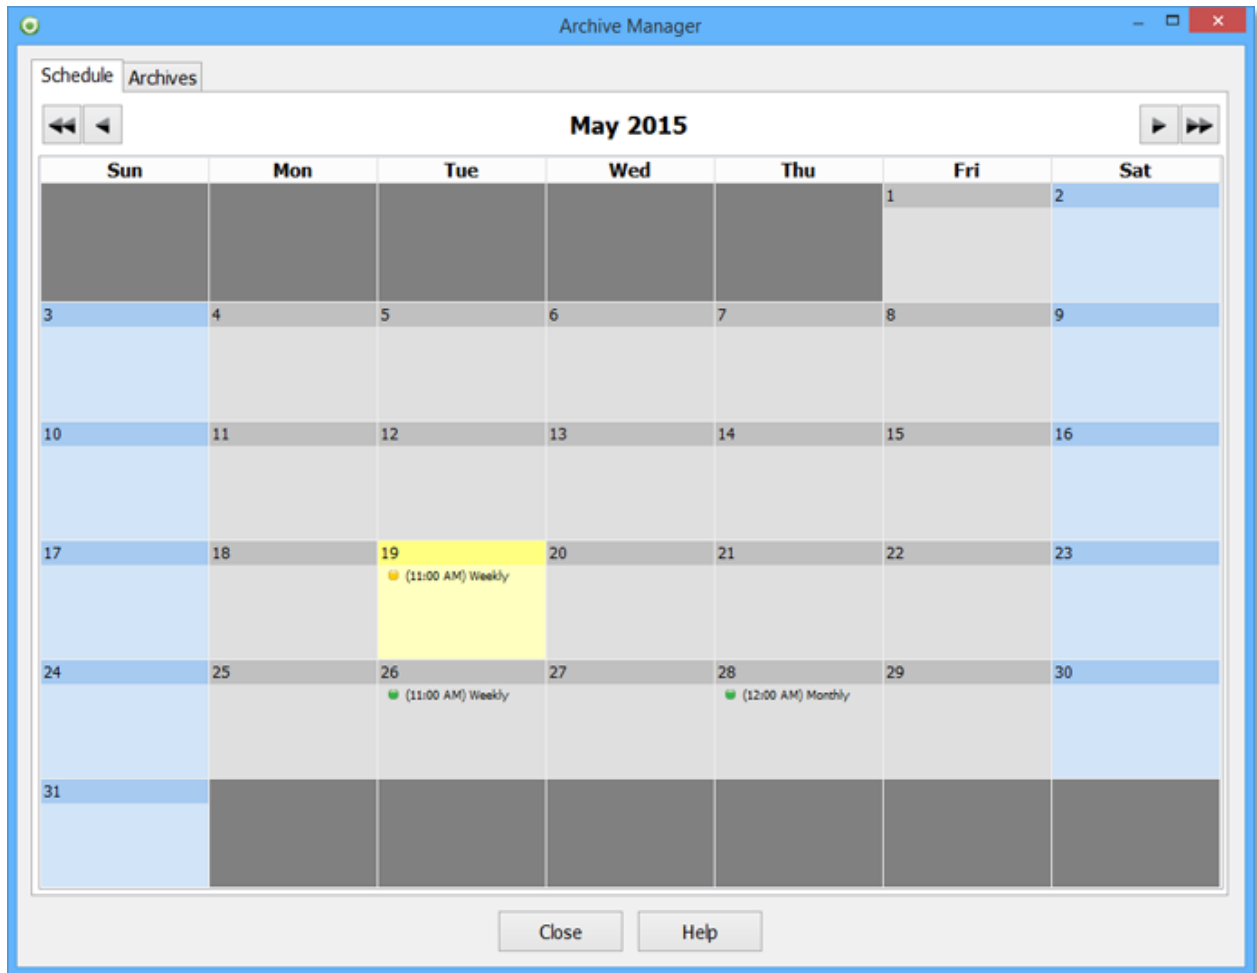 Archive Manager
Schedule Archives
May 2015
Sun Mon Tue Wed Thu Fri Sat
1 2
3 4 5 6 7 8 9
10 11 12 13 14 15 16
17 18 19 20 21 22 23
(11:00 AM) Weekly
24 25 26 27 28 29 30
(11:00 AM) Weekly (12:00 AM) Monthly
31
Close Help